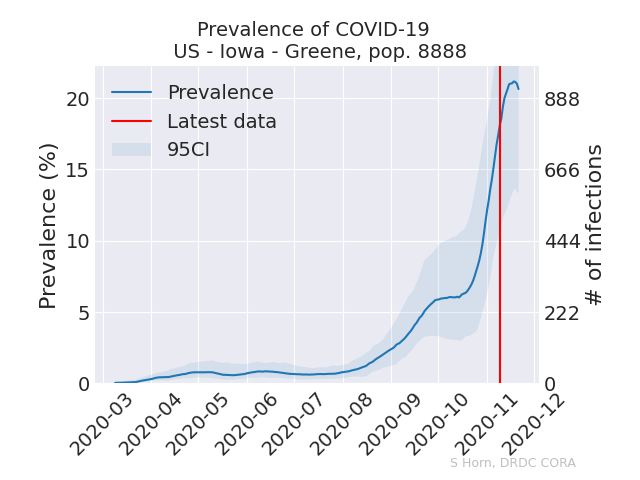 Prevalence of COVID-19
US - Iowa - Greene, pop. 8888
Prevalence
Latest data
95CI
Prevalence (%)
20
15
10
5
0
888
666
444
222
0
# of infections
2020-03
2020-04
2020-05
2020-06
2020-07
2020-08
2020-09
2020-10
2020-11
2020-12
S Horn, DRDC CORA